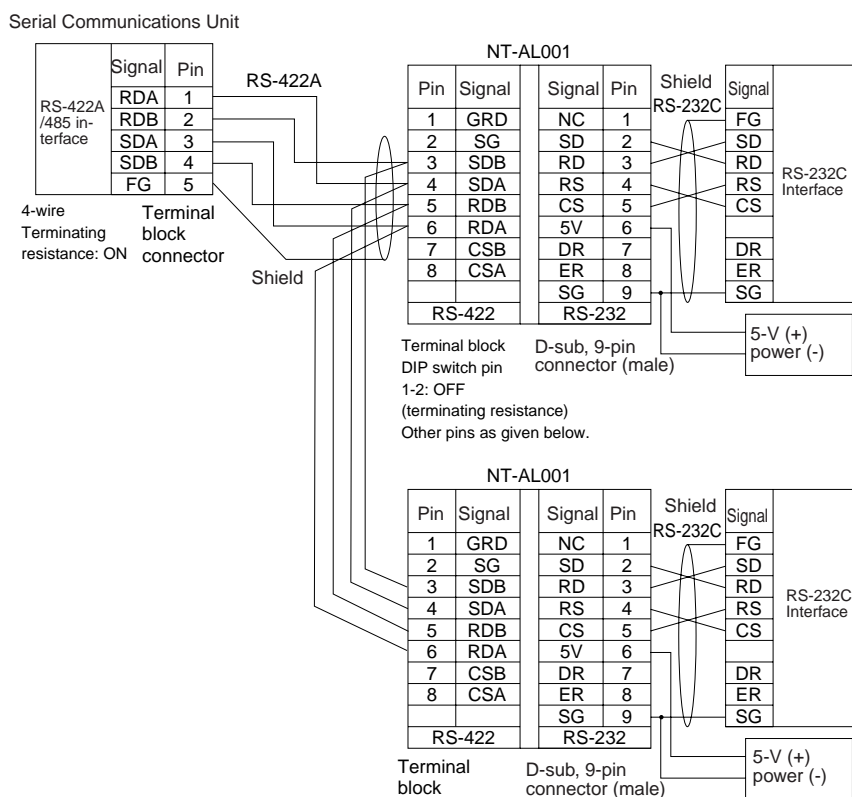 Serial Communications Unit
RS-422A
/485 in-
terface
Signal Pin
RDA 1
RDB 2
SDA 3
SDB 4
FG 5
4-wire
Terminating
resistance: ON
Terminal
block
connector
RS-422A
Shield
NT-AL001
Pin Signal Signal Pin
1 GRD NC 1
2 SG SD 2
3 SDB RD 3
4 SDA RS 4
5 RDB CS 5
6 RDA 5V 6
7 CSB DR 7
8 CSA ER 8
SG 9
RS-422 RS-232
Shield
RS-232C
Signal
FG
SD
RD
RS
CS
DR
ER
SG
RS-232C
Interface
5-V (+)
power (-)
Terminal block
DIP switch pin
1-2: OFF
(terminating resistance)
Other pins as given below.
D-sub, 9-pin
connector (male)
NT-AL001
Pin Signal Signal Pin
1 GRD NC 1
2 SG SD 2
3 SDB RD 3
4 SDA RS 4
5 RDB CS 5
6 RDA 5V 6
7 CSB DR 7
8 CSA ER 8
SG 9
RS-422 RS-232
Shield
RS-232C
Signal
FG
SD
RD
RS
CS
DR
ER
SG
RS-232C
Interface
5-V (+)
power (-)
Terminal
block
D-sub, 9-pin
connector (male)